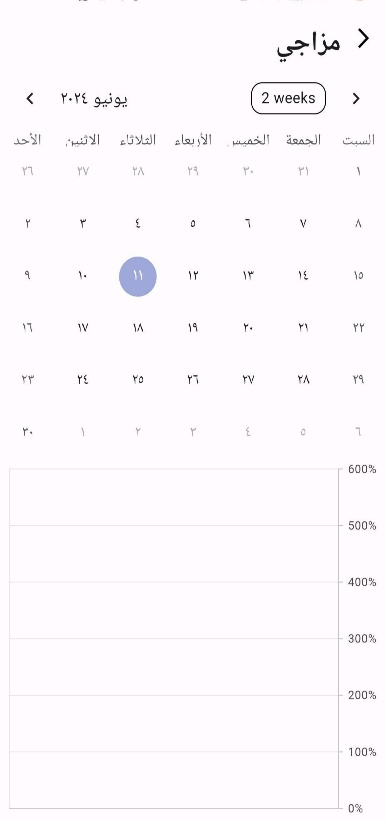 مزاجي
يونيو ٢٠٢٤ 2 weeks
الأحد الاثنين الثلاثاء الأربعاء الخميس الجمعة السبت
٢٦ ٢٧ ٢٨ ٢٩ ٣٠ ٣١ ١
٢ ٣ ٤ ٥ ٦ ٧ ٨
٩ ١٠ ١١ ١٢ ١٣ ١٤ ١٥
١٦ ١٧ ١٨ ١٩ ٢٠ ٢١ ٢٢
٢٣ ٢٤ ٢٥ ٢٦ ٢٧ ٢٨ ٢٩
٣٠ ١ ٢ ٣ ٤ ٥ ٦
600%
500%
400%
300%
200%
100%
0%